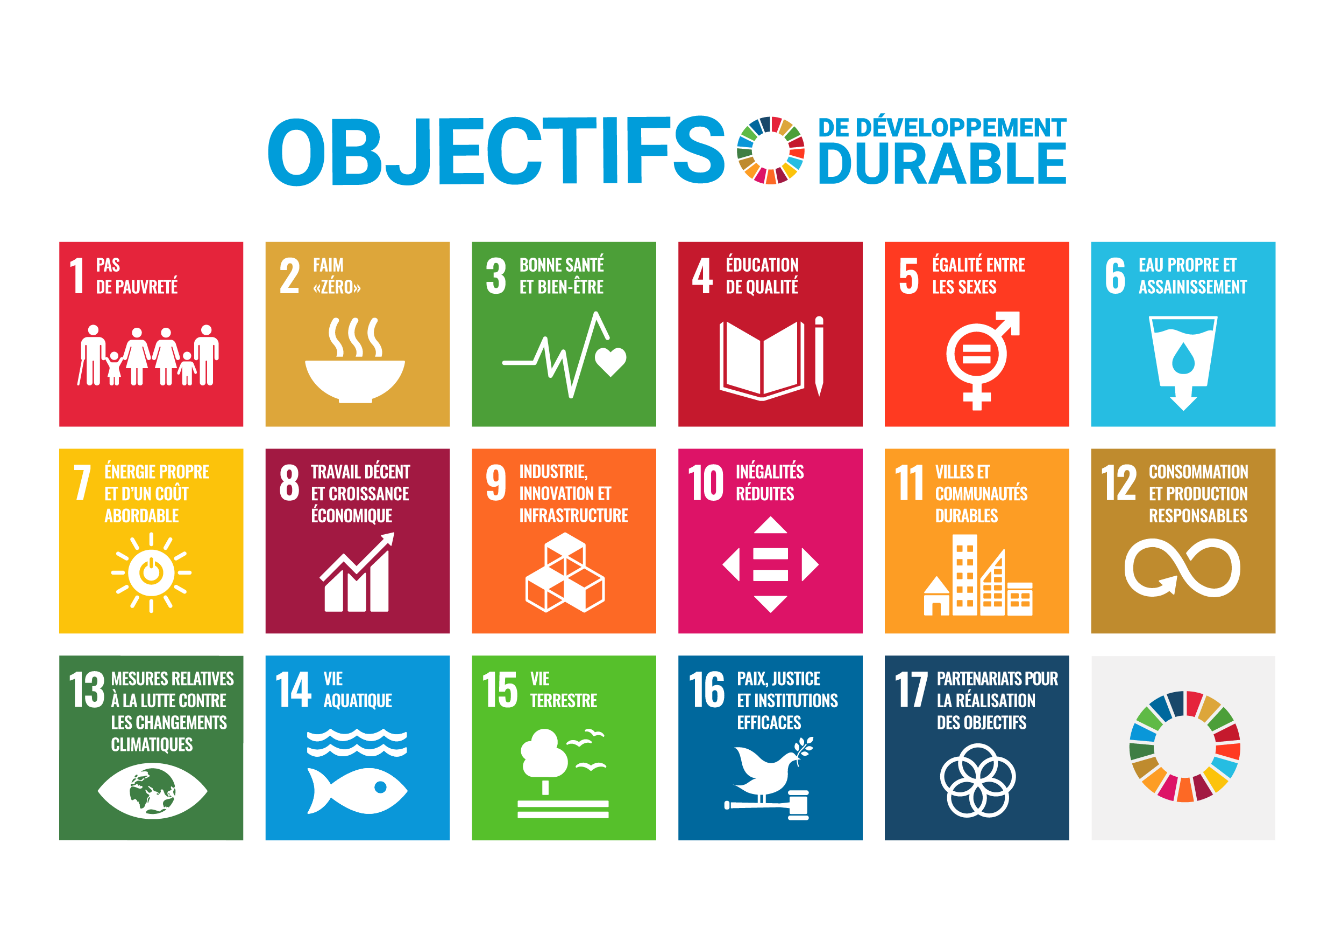 OBJECTIFS
DE DÉVELOPPEMENT
DURABLE
1 PAS
DE PAUVRETÉ
2 FAIM
«ZÉRO»
3 BONNE SANTÉ
ET BIEN-ÊTRE
4 ÉDUCATION
DE QUALITÉ
5 ÉGALITÉ ENTRE
LES SEXES
6 EAU PROPRE ET
ASSAINISSEMENT
7 ÉNERGIE PROPRE
ET D'UN COÛT
ABORDABLE
8 TRAVAIL DÉCENT
ET CROISSANCE
ÉCONOMIQUE
9 INDUSTRIE,
INNOVATION ET
INFRASTRUCTURE
10 INÉGALITÉS
RÉDUITES
11 VILLES ET
COMMUNAUTÉS
DURABLES
12 CONSOMMATION
ET PRODUCTION
RESPONSABLES
13 MESURES RELATIVES
À LA LUTTE CONTRE
LES CHANGEMENTS
CLIMATIQUES
14 VIE
AQUATIQUE
15 VIE
TERRESTRE
16 PAIX, JUSTICE
ET INSTITUTIONS
EFFICACES
17 PARTENARIATS POUR
LA RÉALISATION
DES OBJECTIFS